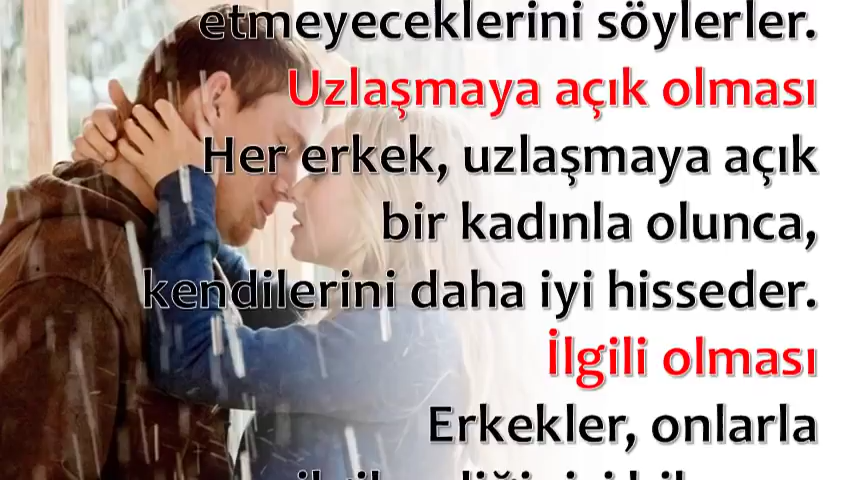 etmeyeceklerini söylerler.
Uzlaşmaya açık olması
Her erkek, uzlaşmaya açık
bir kadınla olunca,
kendilerini daha iyi hisseder.
İlgili olması
Erkekler, onlarla